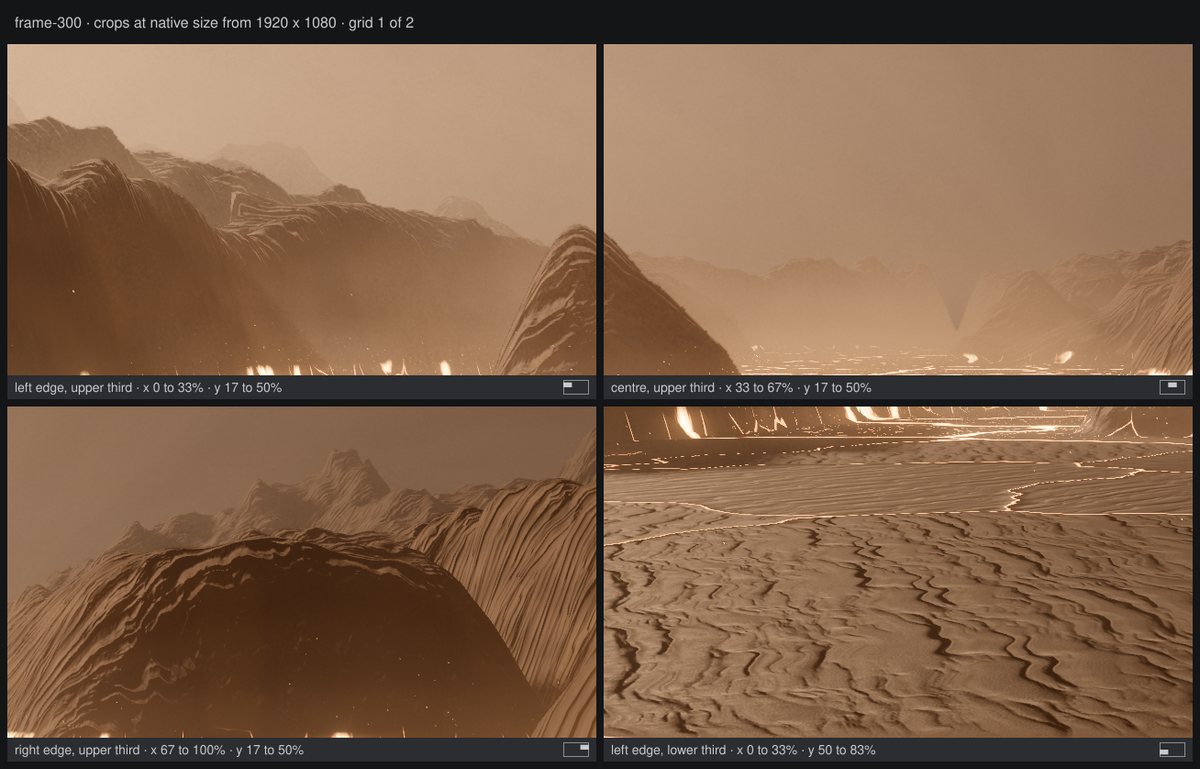 frame-300 · crops at native size from 1920 x 1080 · grid 1 of 2
left edge, upper third · x 0 to 33% · y 17 to 50%
centre, upper third · x 33 to 67% · y 17 to 50%
right edge, upper third · x 67 to 100% · y 17 to 50%
left edge, lower third · x 0 to 33% · y 50 to 83%